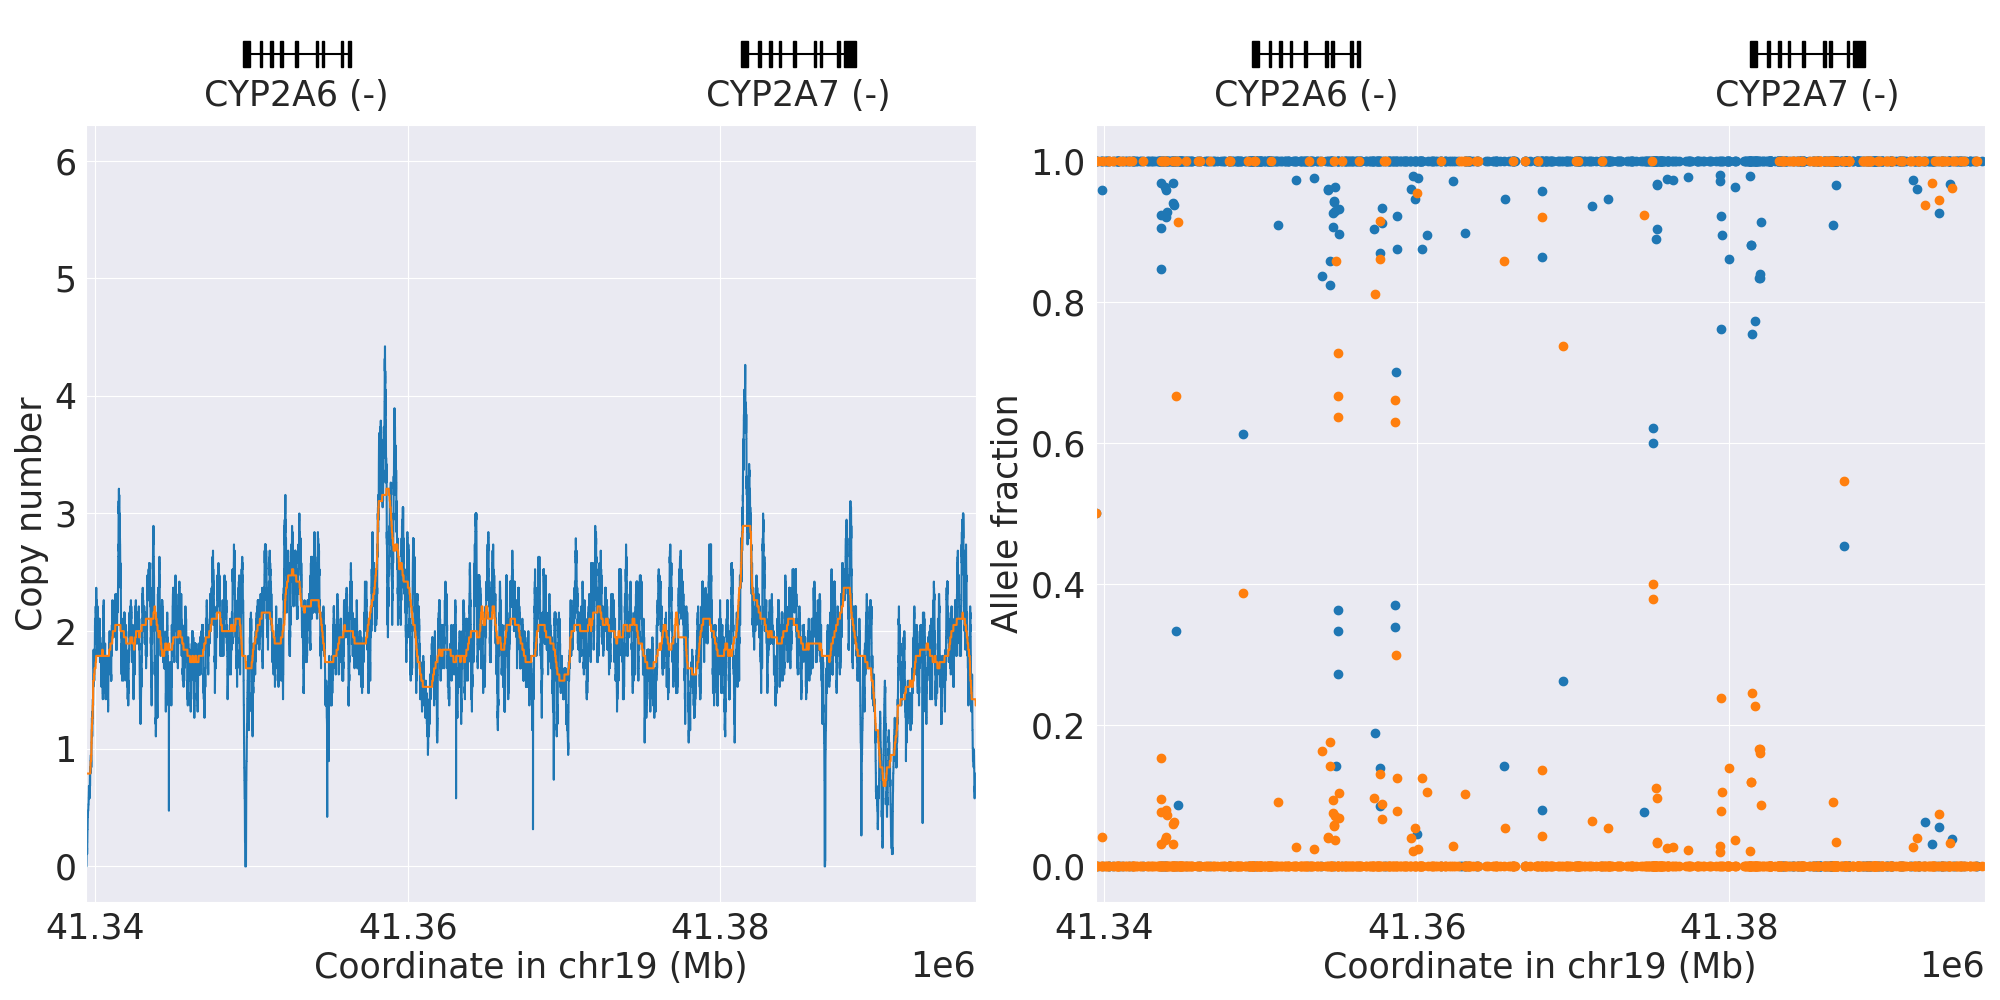 CYP2A6 (-) CYP2A7 (-) CYP2A6 (-) CYP2A7 (-)
6
5
4
3
2
1
0
Copy number
41.34 41.36 41.38
Coordinate in chr19 (Mb) 1e6
1.0
0.8
0.6
0.4
0.2
0.0
Allele fraction
41.34 41.36 41.38
Coordinate in chr19 (Mb) 1e6